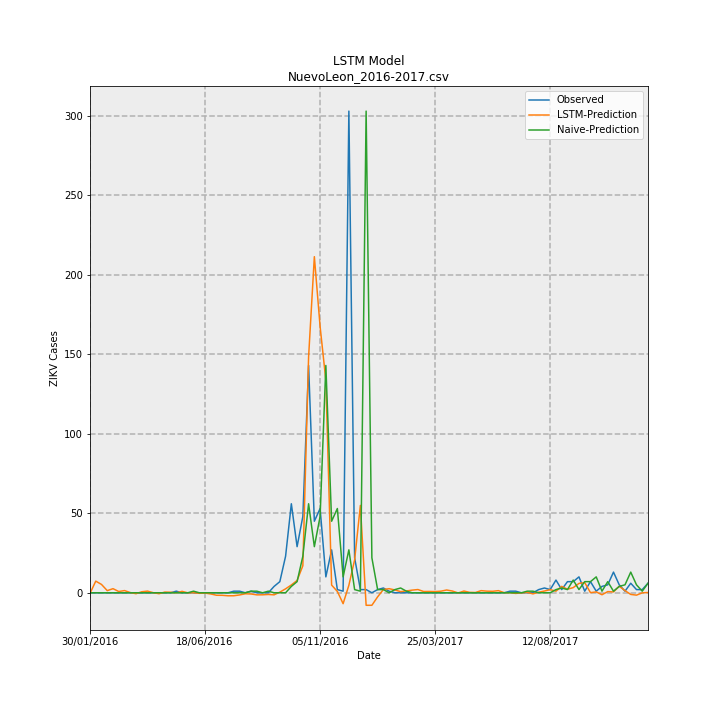 LSTM Model
NuevoLeon_2016-2017.csv
Observed
LSTM-Prediction
Naive-Prediction
300
250
200
150
100
50
0
ZIKV Cases
30/01/2016
18/06/2016
05/11/2016
25/03/2017
12/08/2017
Date